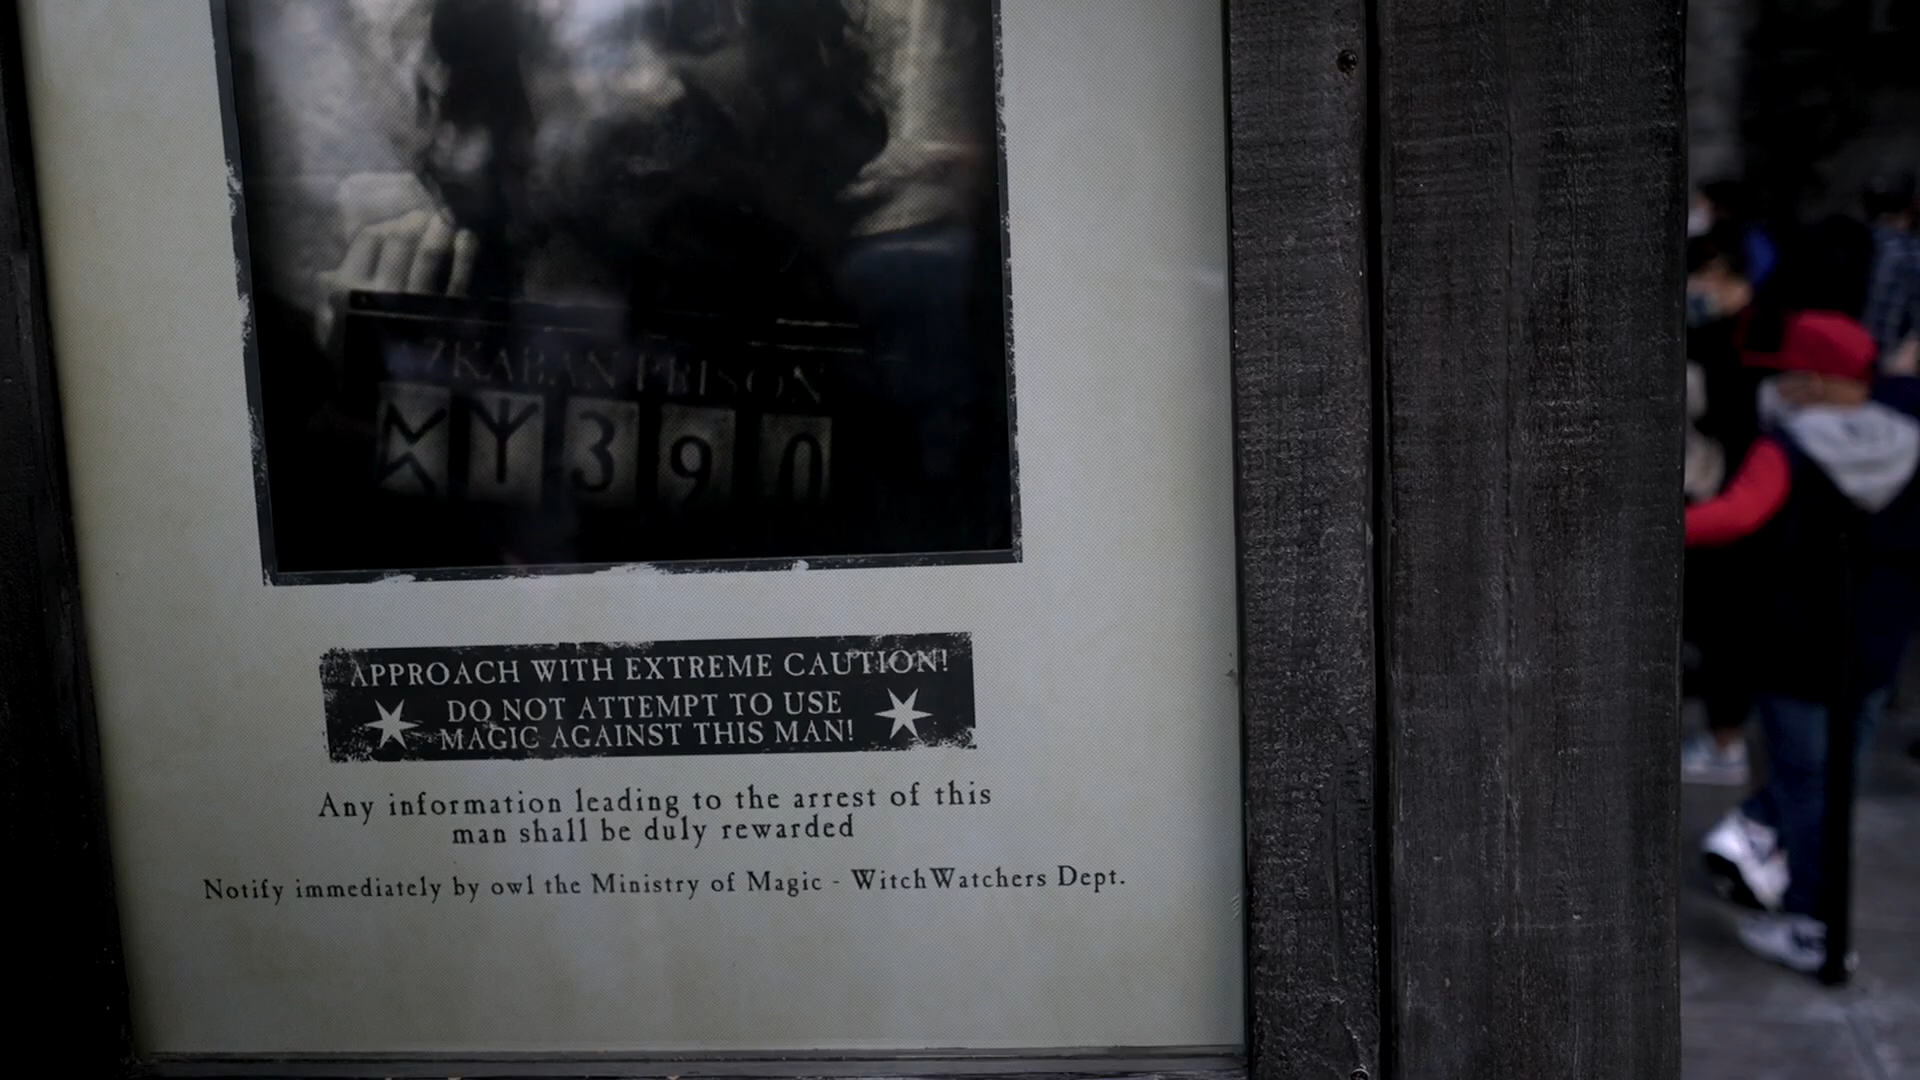 AZKABAN PRISON
390
APPROACH WITH EXTREME CAUTION!
DO NOT ATTEMPT TO USE
MAGIC AGAINST THIS MAN!
Any information leading to the arrest of this
man shall be duly rewarded
Notify immediately by owl the Ministry of Magic - WitchWatchers Dept.